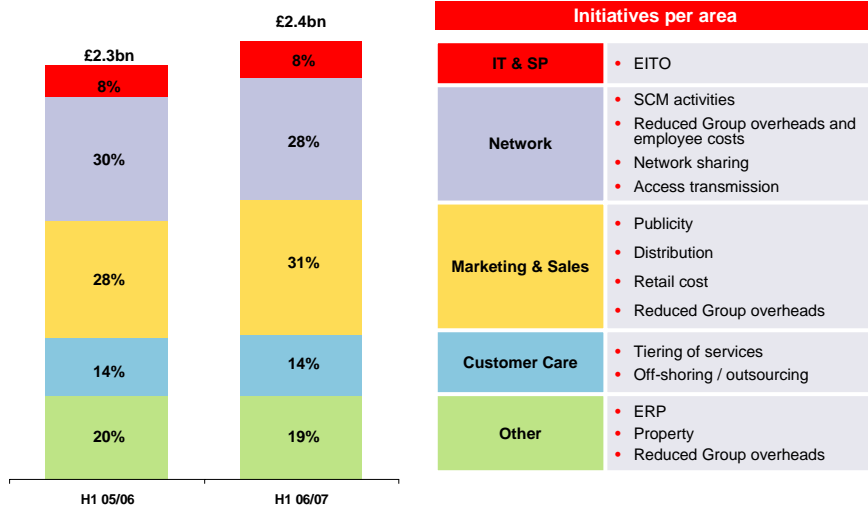 £2.3bn
8%
30%
28%
14%
20%
H1 05/06
£2.4bn
8%
28%
31%
14%
19%
H1 06/07
Initiatives per area
IT & SP
• EITO
Network
• SCM activities
• Reduced Group overheads and
employee costs
• Network sharing
• Access transmission
Marketing & Sales
• Publicity
• Distribution
• Retail cost
• Reduced Group overheads
Customer Care
• Tiering of services
• Off-shoring / outsourcing
Other
• ERP
• Property
• Reduced Group overheads